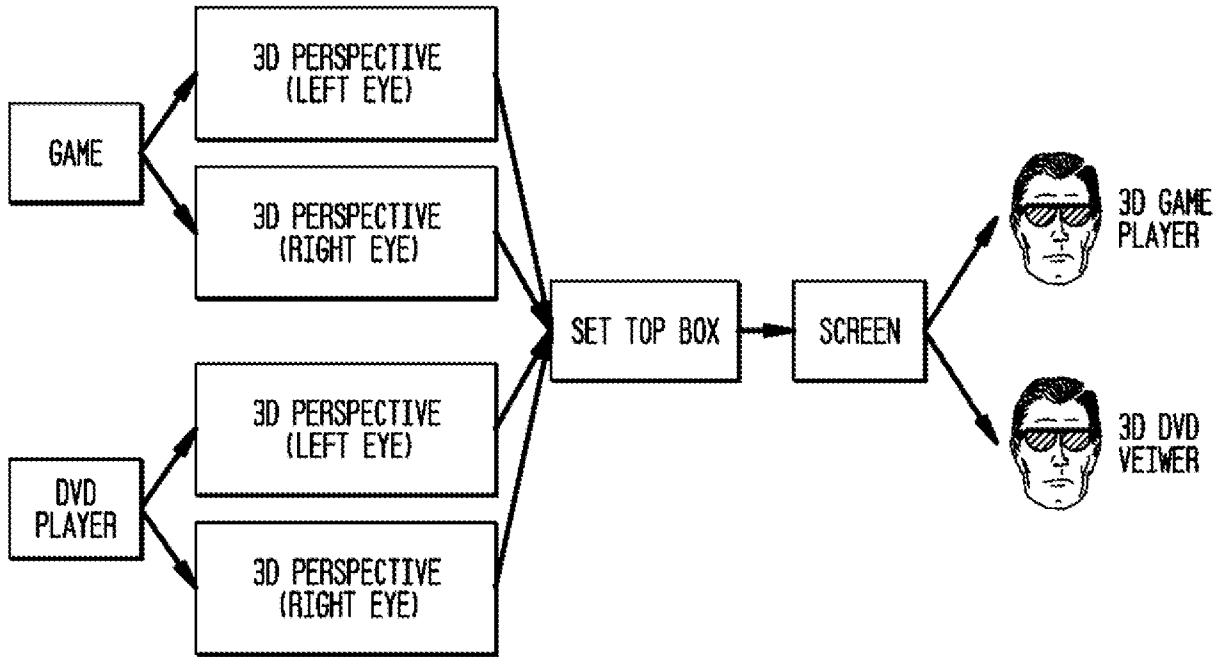 3D PERSPECTIVE
(LEFT EYE)
GAME
3D PERSPECTIVE
(RIGHT EYE)
3D GAME
PLAYER
SET TOP BOX
SCREEN
3D PERSPECTIVE
(LEFT EYE)
3D DVD
VEIWER
DVD
PLAYER
3D PERSPECTIVE
(RIGHT EYE)